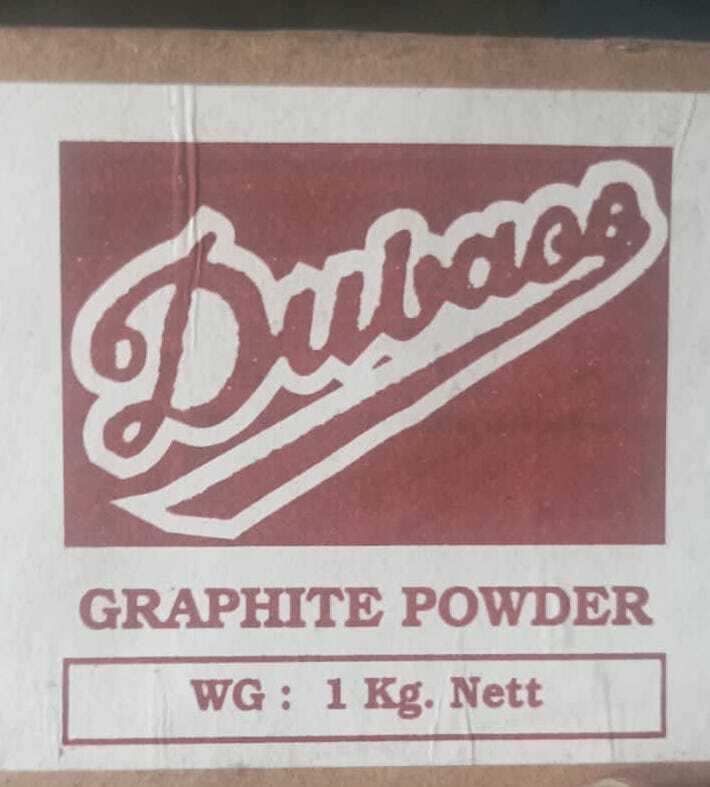 Dubaos
GRAPHITE POWDER
WG : 1 Kg. Nett